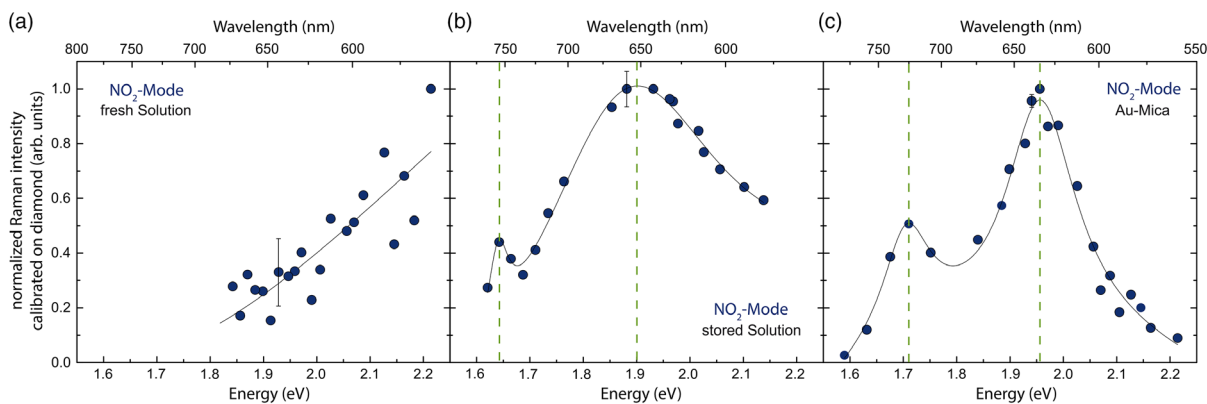 (a)
Wavelength (nm)
800 750 700 650 600
normalized Raman intensity
calibrated on diamond (arb. units)
1.0
0.8
0.6
0.4
0.2
0.0
NO₂-Mode
fresh Solution
1.6 1.7 1.8 1.9 2.0 2.1 2.2
Energy (eV)
(b)
Wavelength (nm)
750 700 650 600
NO₂-Mode
stored Solution
1.6 1.7 1.8 1.9 2.0 2.1 2.2
Energy (eV)
(c)
Wavelength (nm)
750 700 650 600 550
NO₂-Mode
Au-Mica
1.6 1.7 1.8 1.9 2.0 2.1 2.2
Energy (eV)